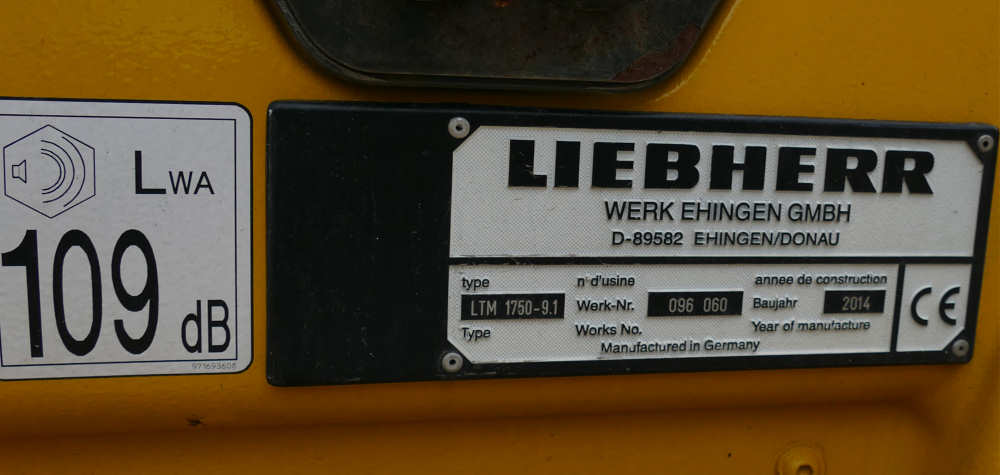 LWA
109 dB
971693608
LIEBHERR
WERK EHINGEN GMBH
D-89582 EHINGEN/DONAU
type
LTM 1750-9.1
Type
n° d'usine
Werk-Nr. 096 060
Works No.
annee de construction
Baujahr 2014
Year of manufacture
Manufactured in Germany
CE